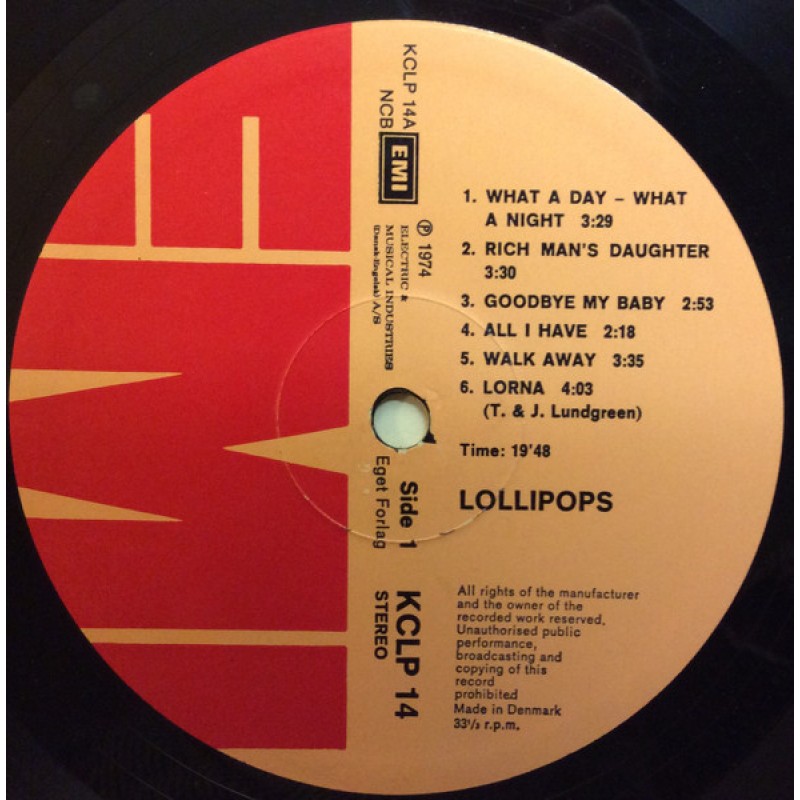 KCLP 14A
NCB
EMI
℗ 1974
ELECTRIC &
MUSICAL INDUSTRIES
(Dansk-Engelsk) A/S
1. WHAT A DAY – WHAT
A NIGHT 3:29
2. RICH MAN'S DAUGHTER
3:30
3. GOODBYE MY BABY 2:53
4. ALL I HAVE 2:18
5. WALK AWAY 3:35
6. LORNA 4:03
(T. & J. Lundgreen)
Time: 19'48
LOLLIPOPS
Side 1
Eget Forlag
KCLP 14
STEREO
All rights of the manufacturer
and the owner of the
recorded work reserved.
Unauthorised public
performance,
broadcasting and
copying of this
record
prohibited
Made in Denmark
33⅓ r.p.m.
EMI